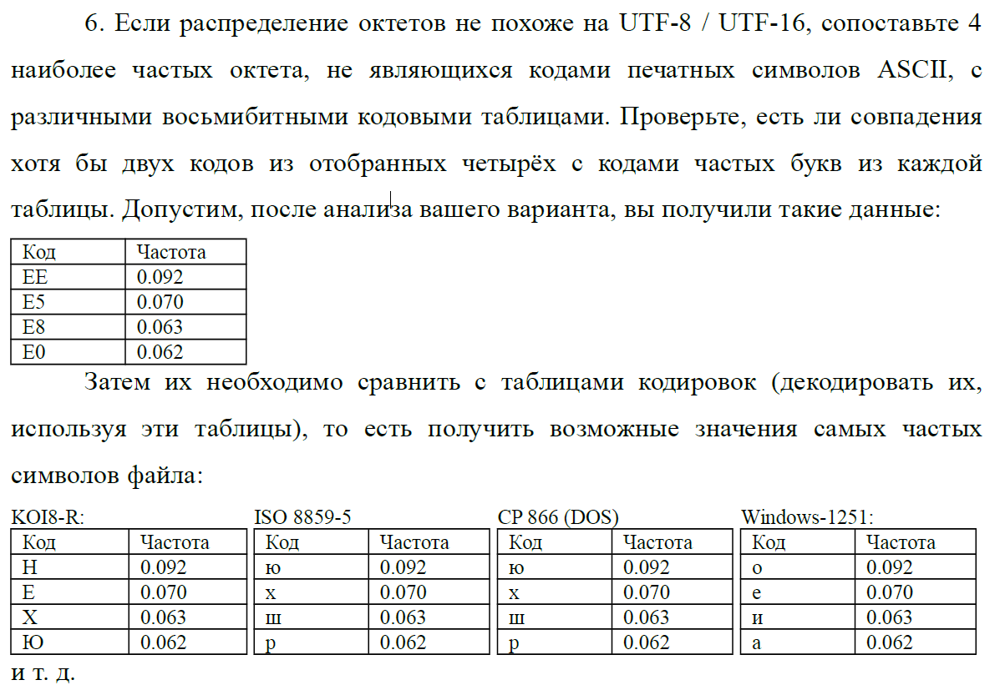 6. Если распределение октетов не похоже на UTF-8 / UTF-16, сопоставьте 4
наиболее частых октета, не являющихся кодами печатных символов ASCII, с
различными восьмибитными кодовыми таблицами. Проверьте, есть ли совпадения
хотя бы двух кодов из отобранных четырёх с кодами частых букв из каждой
таблицы. Допустим, после анализа вашего варианта, вы получили такие данные:
Код Частота
EE 0.092
E5 0.070
E8 0.063
E0 0.062
Затем их необходимо сравнить с таблицами кодировок (декодировать их,
используя эти таблицы), то есть получить возможные значения самых частых
символов файла:
KOI8-R: ISO 8859-5 CP 866 (DOS) Windows-1251:
Код Частота Код Частота Код Частота Код Частота
Н 0.092 ю 0.092 ю 0.092 о 0.092
Е 0.070 х 0.070 х 0.070 е 0.070
Х 0.063 ш 0.063 ш 0.063 и 0.063
Ю 0.062 р 0.062 р 0.062 а 0.062
и т. д.